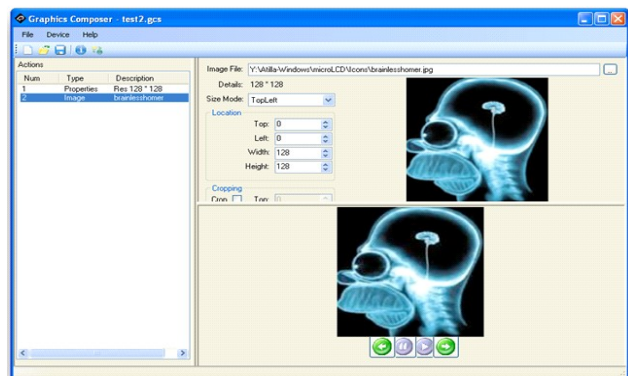 Graphics Composer - test2.gcs
File Device Help
Actions
Num Type Description
1 Properties Res 128 * 128
2 Image brainlesshomer
Image File: Y:\Atilla-Windows\microLCD\Icons\brainlesshomer.jpg ...
Details: 128 * 128
Size Mode: TopLeft
Location
Top: 0
Left: 0
Width: 128
Height: 128
Cropping
Crop Top: 0